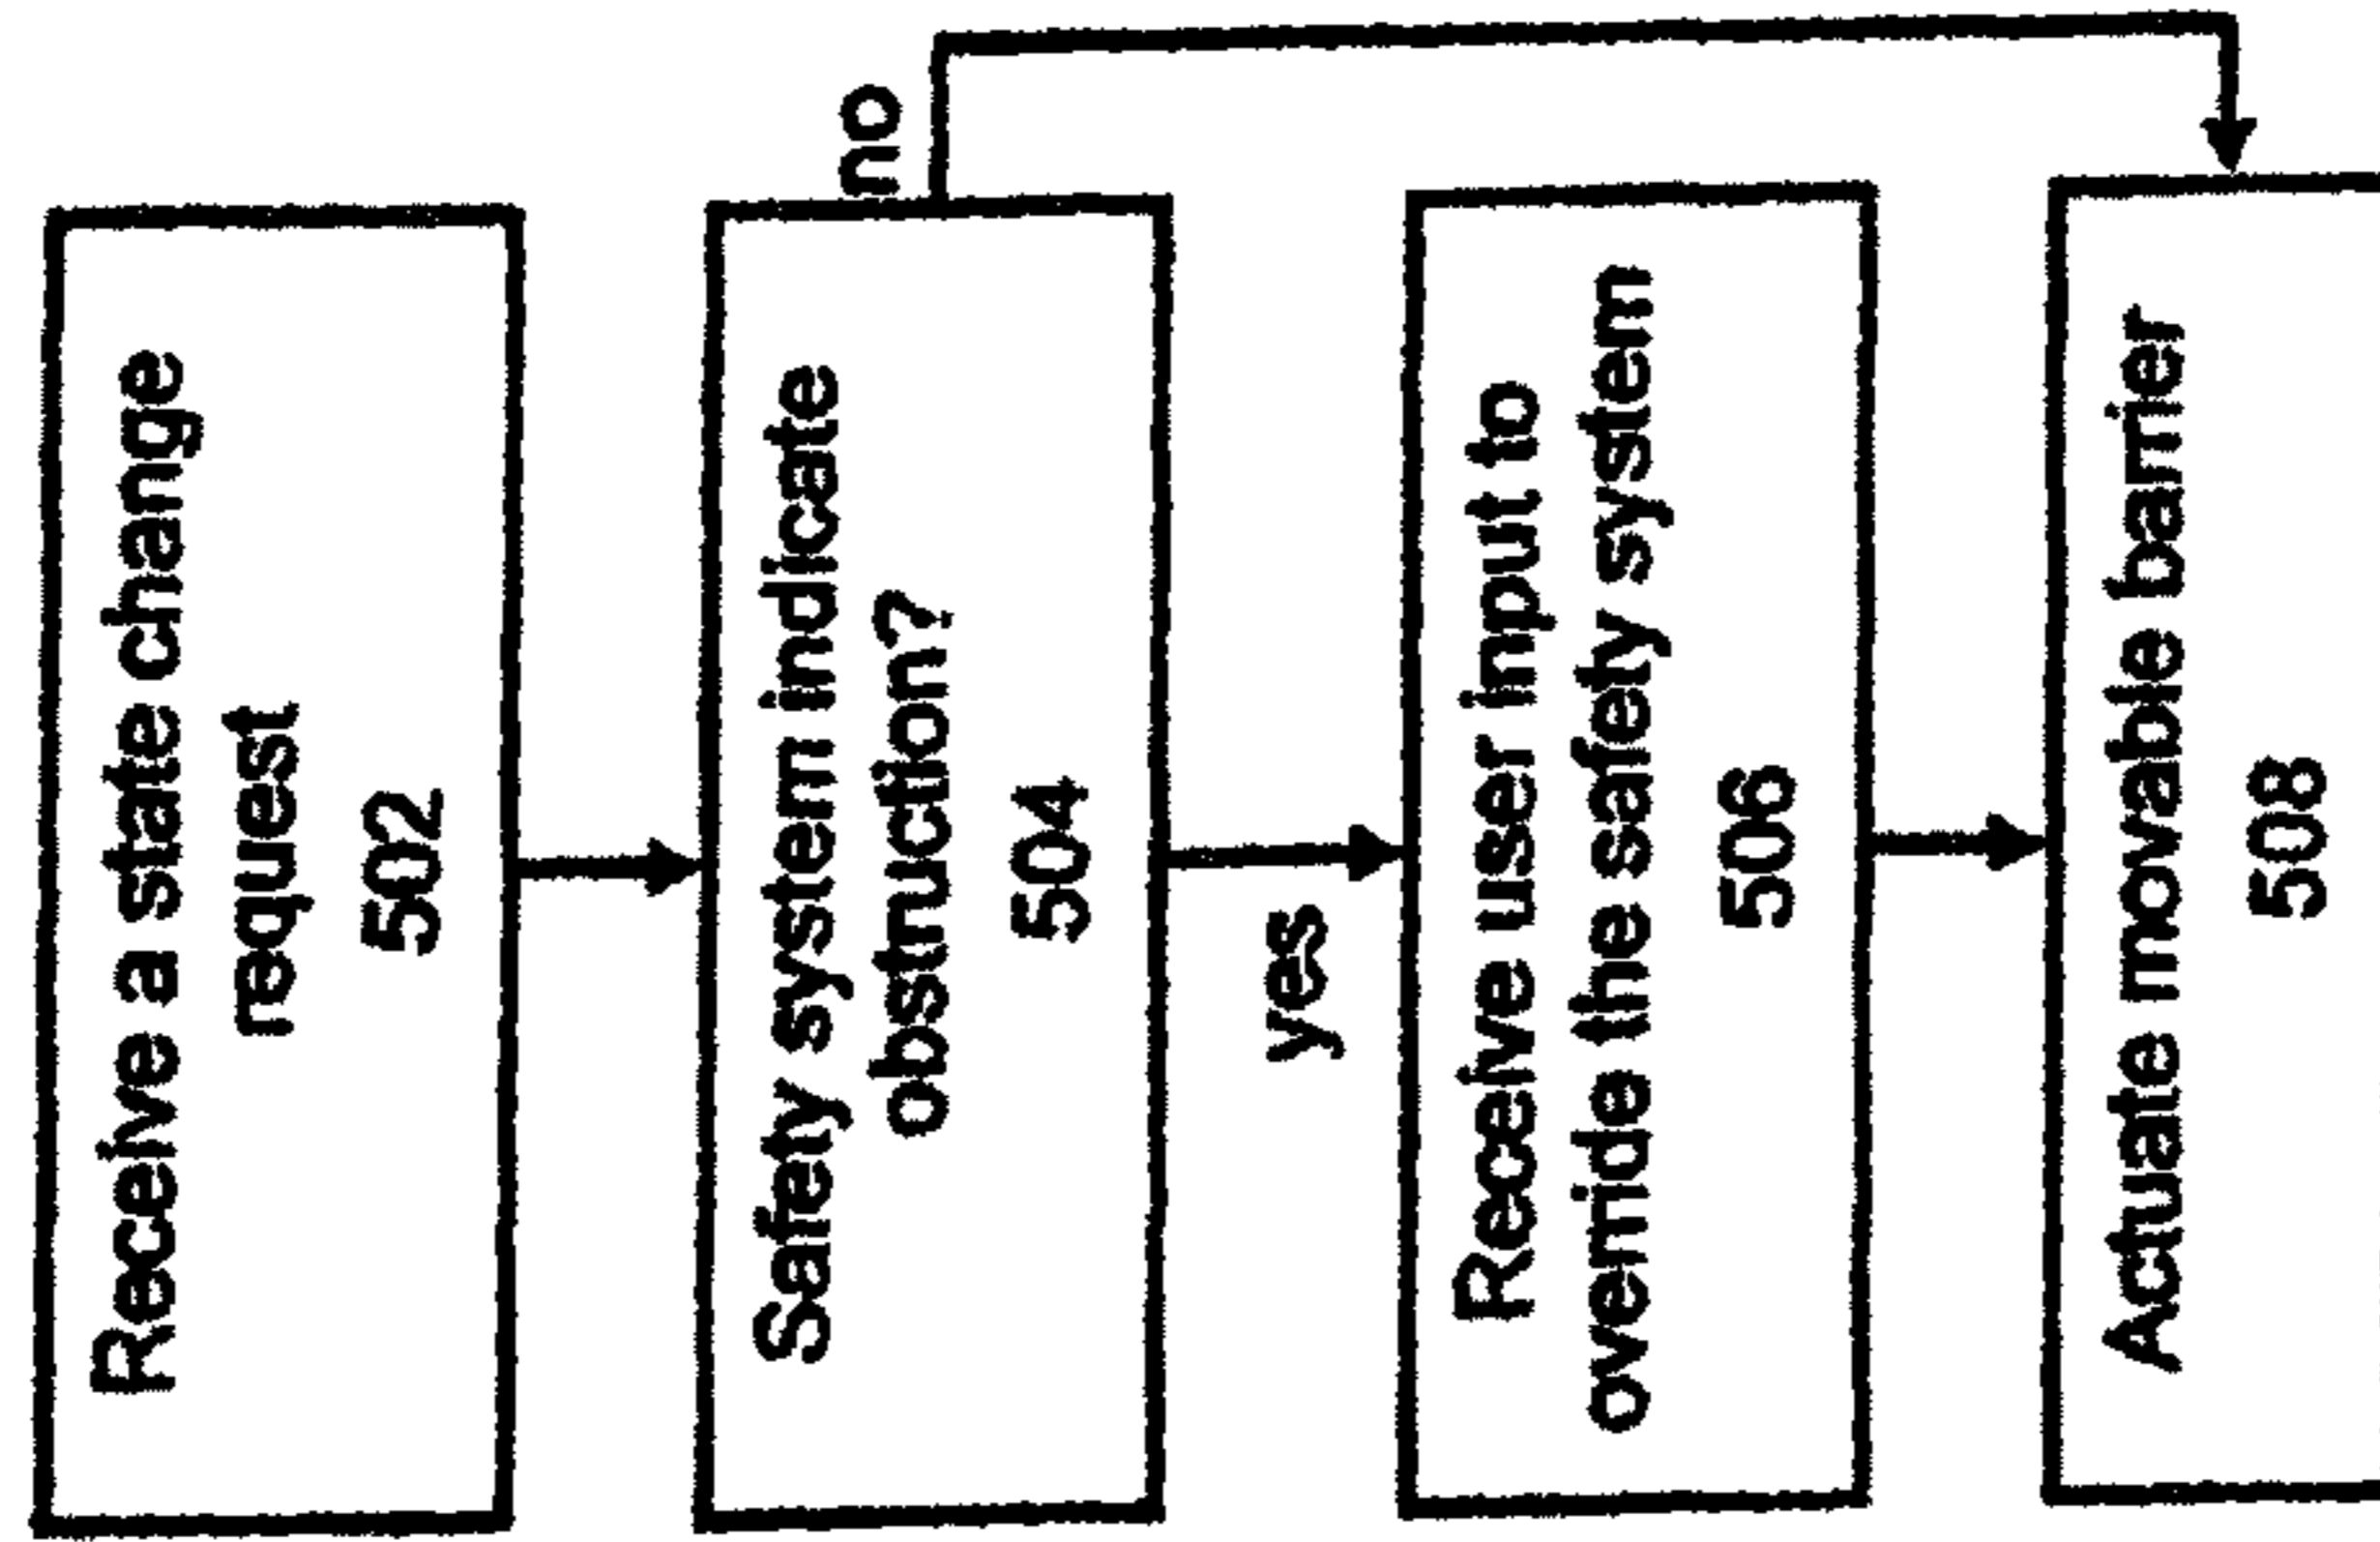 Receive a state change
request
502
no
Safety system indicate
obstruction?
504
yes
Receive user input to
override the safety system
506
Actuate movable barrier
508